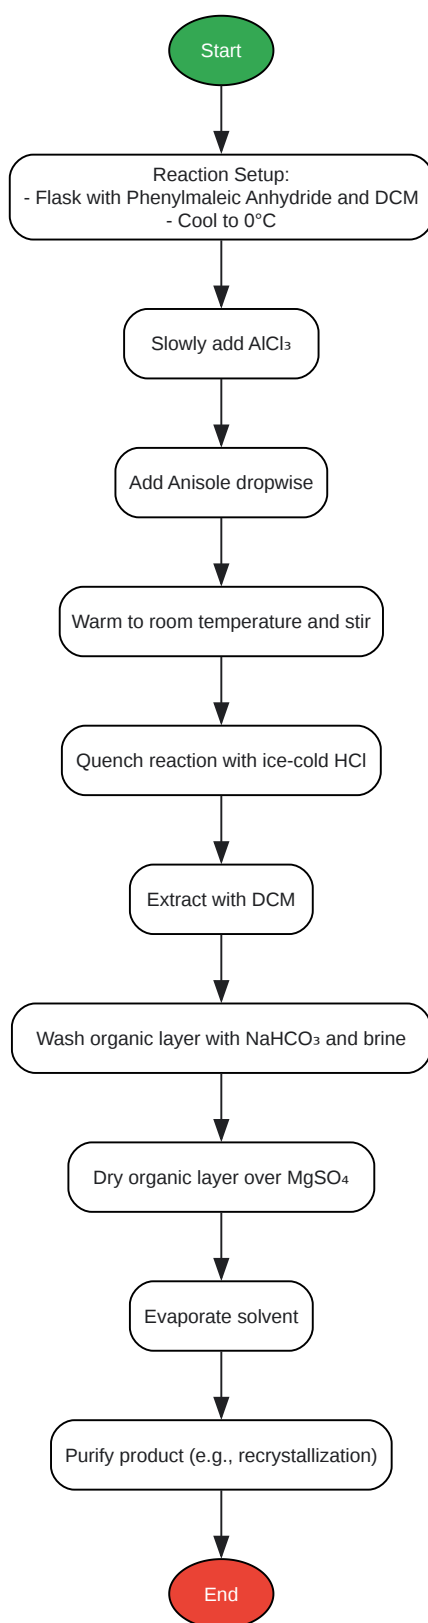 Start
Reaction Setup:
- Flask with Phenylmaleic Anhydride and DCM
- Cool to 0°C
Slowly add AlCl₃
Add Anisole dropwise
Warm to room temperature and stir
Quench reaction with ice-cold HCl
Extract with DCM
Wash organic layer with NaHCO₃ and brine
Dry organic layer over MgSO₄
Evaporate solvent
Purify product (e.g., recrystallization)
End